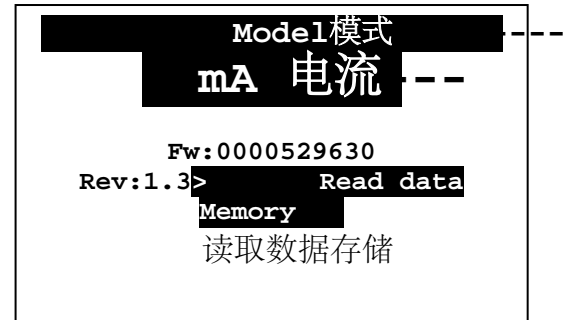 Model模式 ----
mA 电流 ---
Fw:0000529630
Rev:1.3> Read data
Memory
读取数据存储